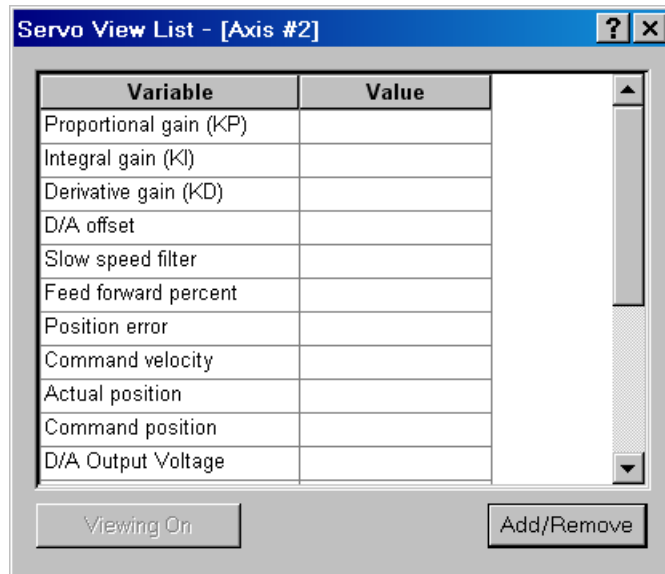 Servo View List - [Axis #2]
Variable Value
Proportional gain (KP)
Integral gain (KI)
Derivative gain (KD)
D/A offset
Slow speed filter
Feed forward percent
Position error
Command velocity
Actual position
Command position
D/A Output Voltage
Viewing On Add/Remove